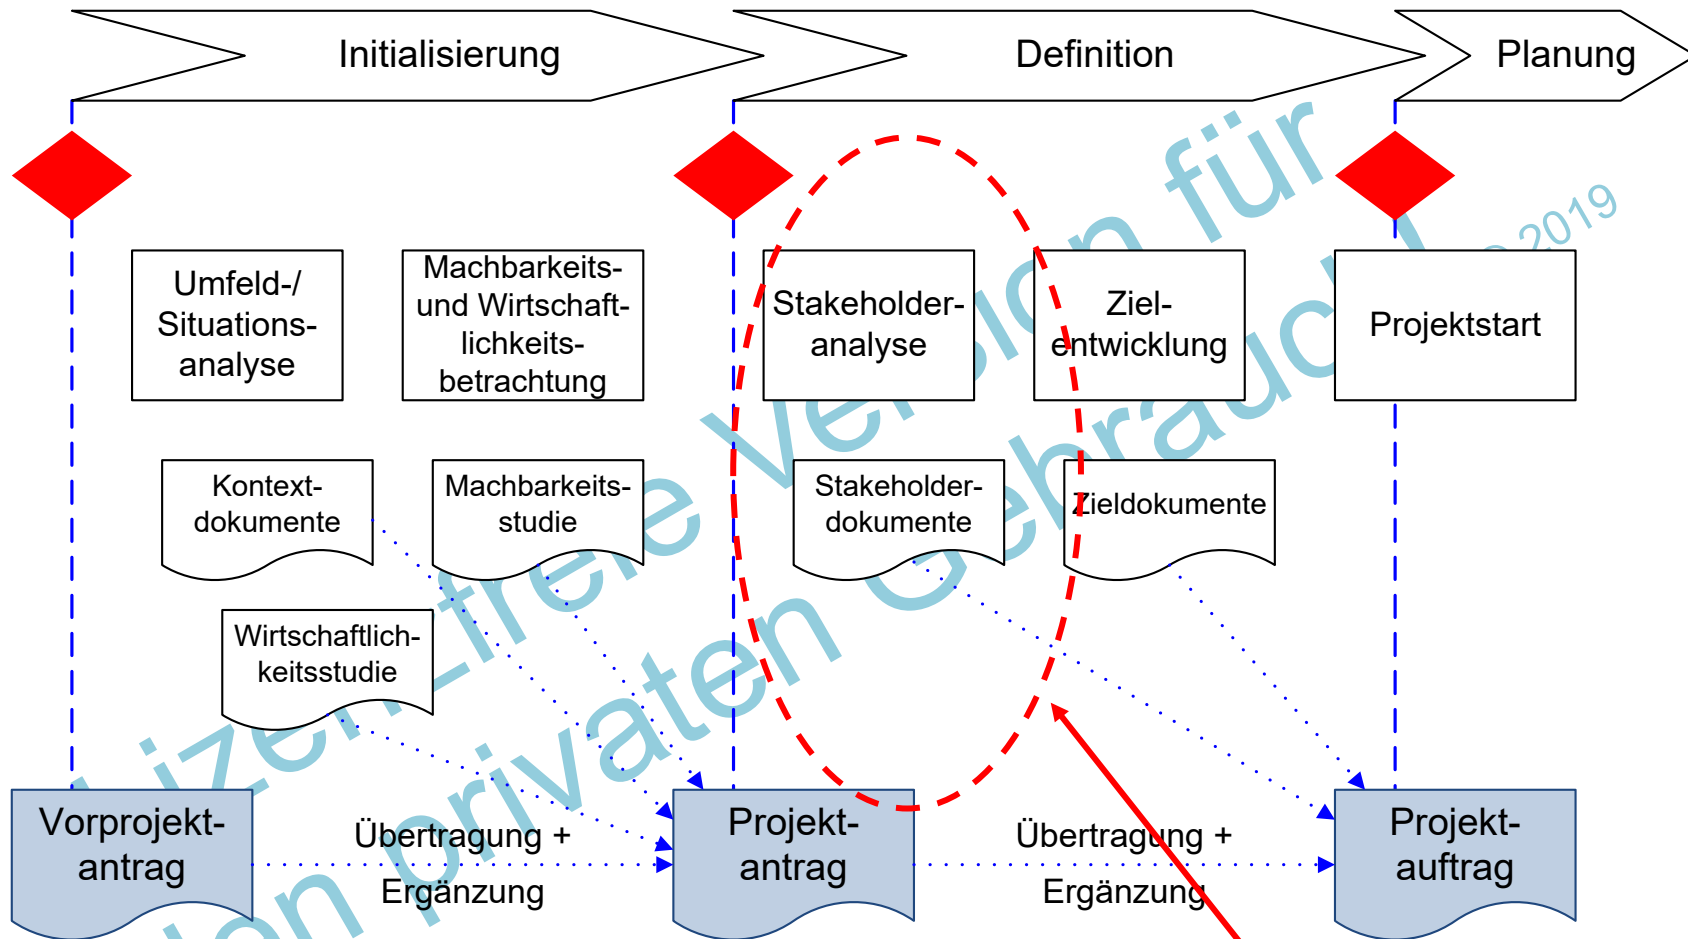 Initialisierung
Definition
Planung
Umfeld-/
Situations-
analyse
Machbarkeits-
und Wirtschaft-
lichkeits-
betrachtung
Stakeholder-
analyse
Ziel-
entwicklung
Projektstart
Kontext-
dokumente
Machbarkeits-
studie
Stakeholder-
dokumente
Zieldokumente
Wirtschaftlich-
keitsstudie
Vorprojekt-
antrag
Übertragung +
Ergänzung
Projekt-
antrag
Übertragung +
Ergänzung
Projekt-
auftrag
Lizenzfreie Version für
den privaten Gebrauch!
2019